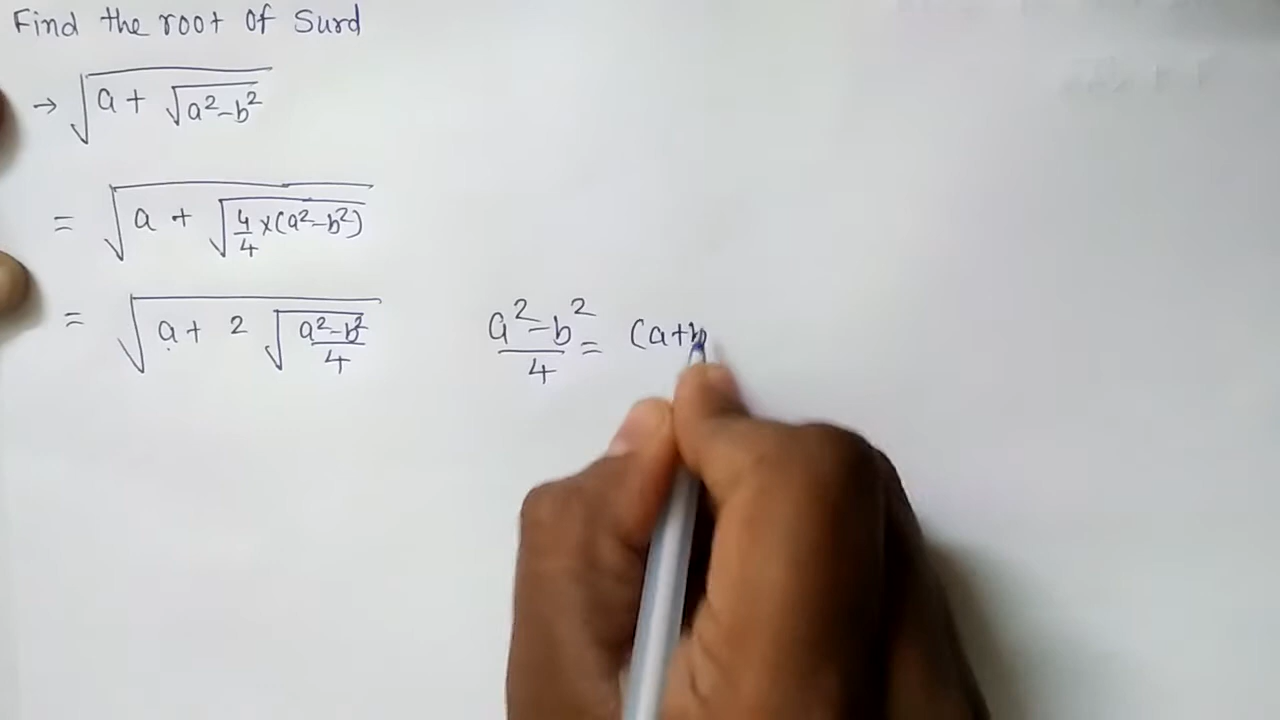 Find the root of Surd
→ √(a + √(a²-b²))
= √(a + √(4/4 ×(a²-b²)))
= √(a + 2 √((a²-b²)/4))
(a²-b²)/4 = (a+b